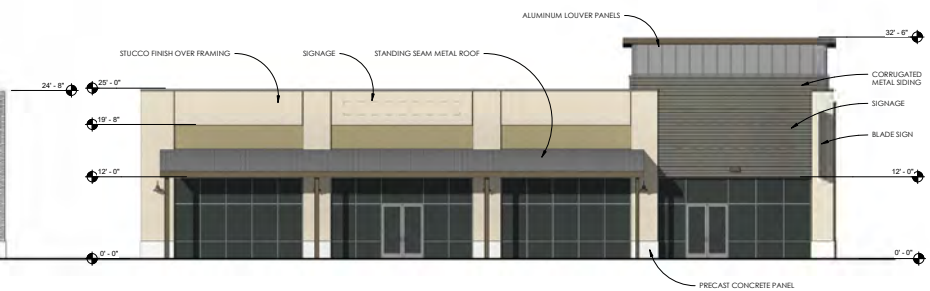 ALUMINUM LOUVER PANELS
32' - 6"
STUCCO FINISH OVER FRAMING
SIGNAGE
STANDING SEAM METAL ROOF
CORRUGATED
METAL SIDING
24' - 8"
25' - 0"
SIGNAGE
19' - 8"
BLADE SIGN
12' - 0"
12' - 0"
0' - 0"
0' - 0"
PRECAST CONCRETE PANEL